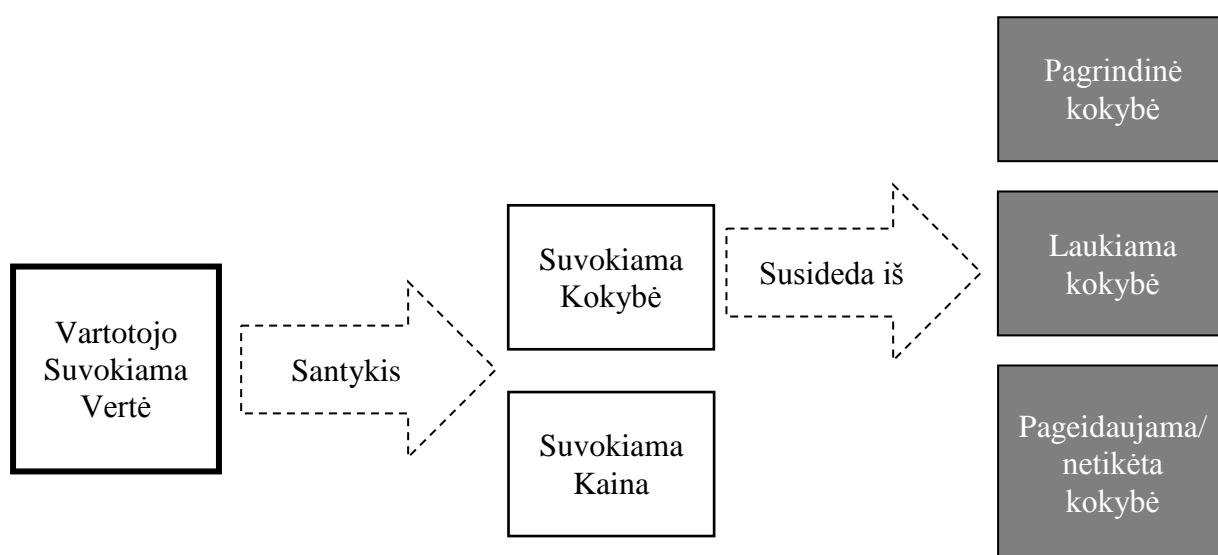 Vartotojo
Suvokiama
Vertė
Santykis
Suvokiama
Kokybė
Suvokiama
Kaina
Susideda iš
Pagrindinė
kokybė
Laukiama
kokybė
Pageidaujama/
netikėta
kokybė